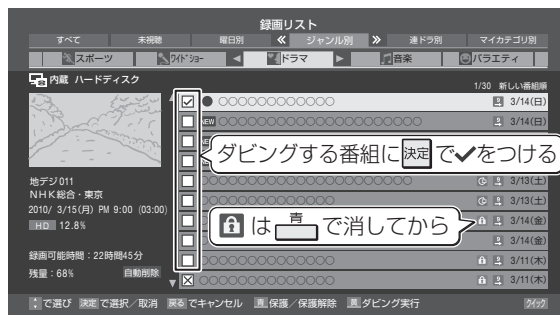 録画リスト
すべて 未視聴 曜日別 ジャンル別 連ドラ別 マイカテゴリ別
スポーツ ワイドショー ドラマ 音楽 バラエティ
内蔵 ハードディスク
1/30 新しい番組順
○○○○○○○○○○○○ 3/14(日)
NEW ○○○○○○○○○○○○○○○○○○○○○ 3/14(日)
ダビングする番組に 決定 で✓をつける
地デジ011
NHK総合・東京
2010/ 3/15(月) PM 9:00 (03:00)
HD 12.8%
○○○○○○○○○○○○○○○○○○○○○ 3/13(土)
○○○○○○○○○○○○ 3/13(土)
は 青 で消してから
3/14(金)
3/14(金)
録画可能時間:22時間45分
残量:68% 自動削除
○○○○○○○○○○○○ 3/11(木)
○○○○○○○○○○○○ 3/11(木)
で選び 決定 で選択/取消 戻る でキャンセル 青 保護/保護解除 黄 ダビング実行 クイック